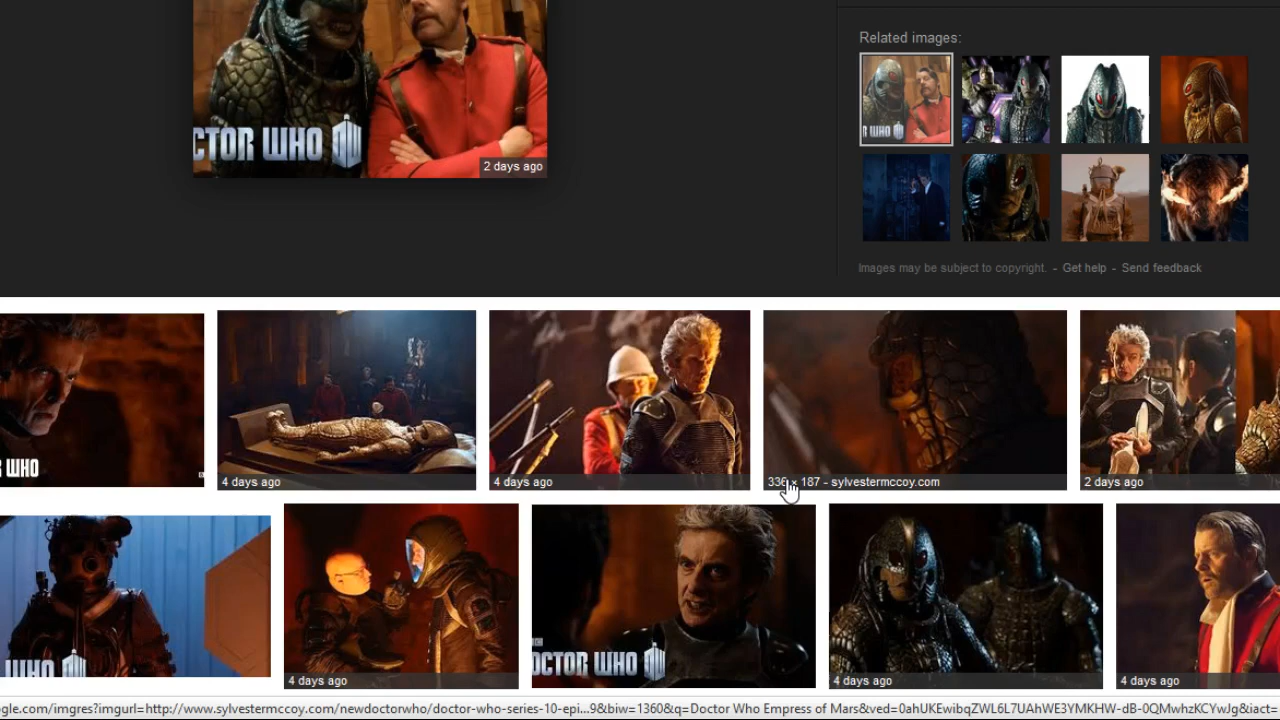 Related images:
CTOR WHO
2 days ago
R WHO
Images may be subject to copyright. - Get help - Send feedback
R WHO
4 days ago
4 days ago
336 × 187 - sylvestermccoy.com
2 days ago
WHO
4 days ago
OCTOR WHO
4 days ago
4 days ago
gle.com/imgres?imgurl=http://www.sylvestermccoy.com/newdoctorwho/doctor-who-series-10-epi...9&biw=1360&q=Doctor Who Empress of Mars&ved=0ahUKEwibqZWL6L7UAhWE3YMKHW-dB-0QMwhzKCYwJg&iact=